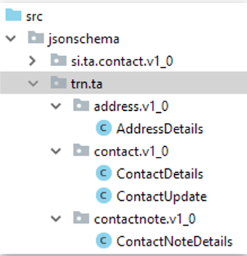 src
jsonschema
si.ta.contact.v1_0
trn.ta
address.v1_0
AddressDetails
contact.v1_0
ContactDetails
ContactUpdate
contactnote.v1_0
ContactNoteDetails